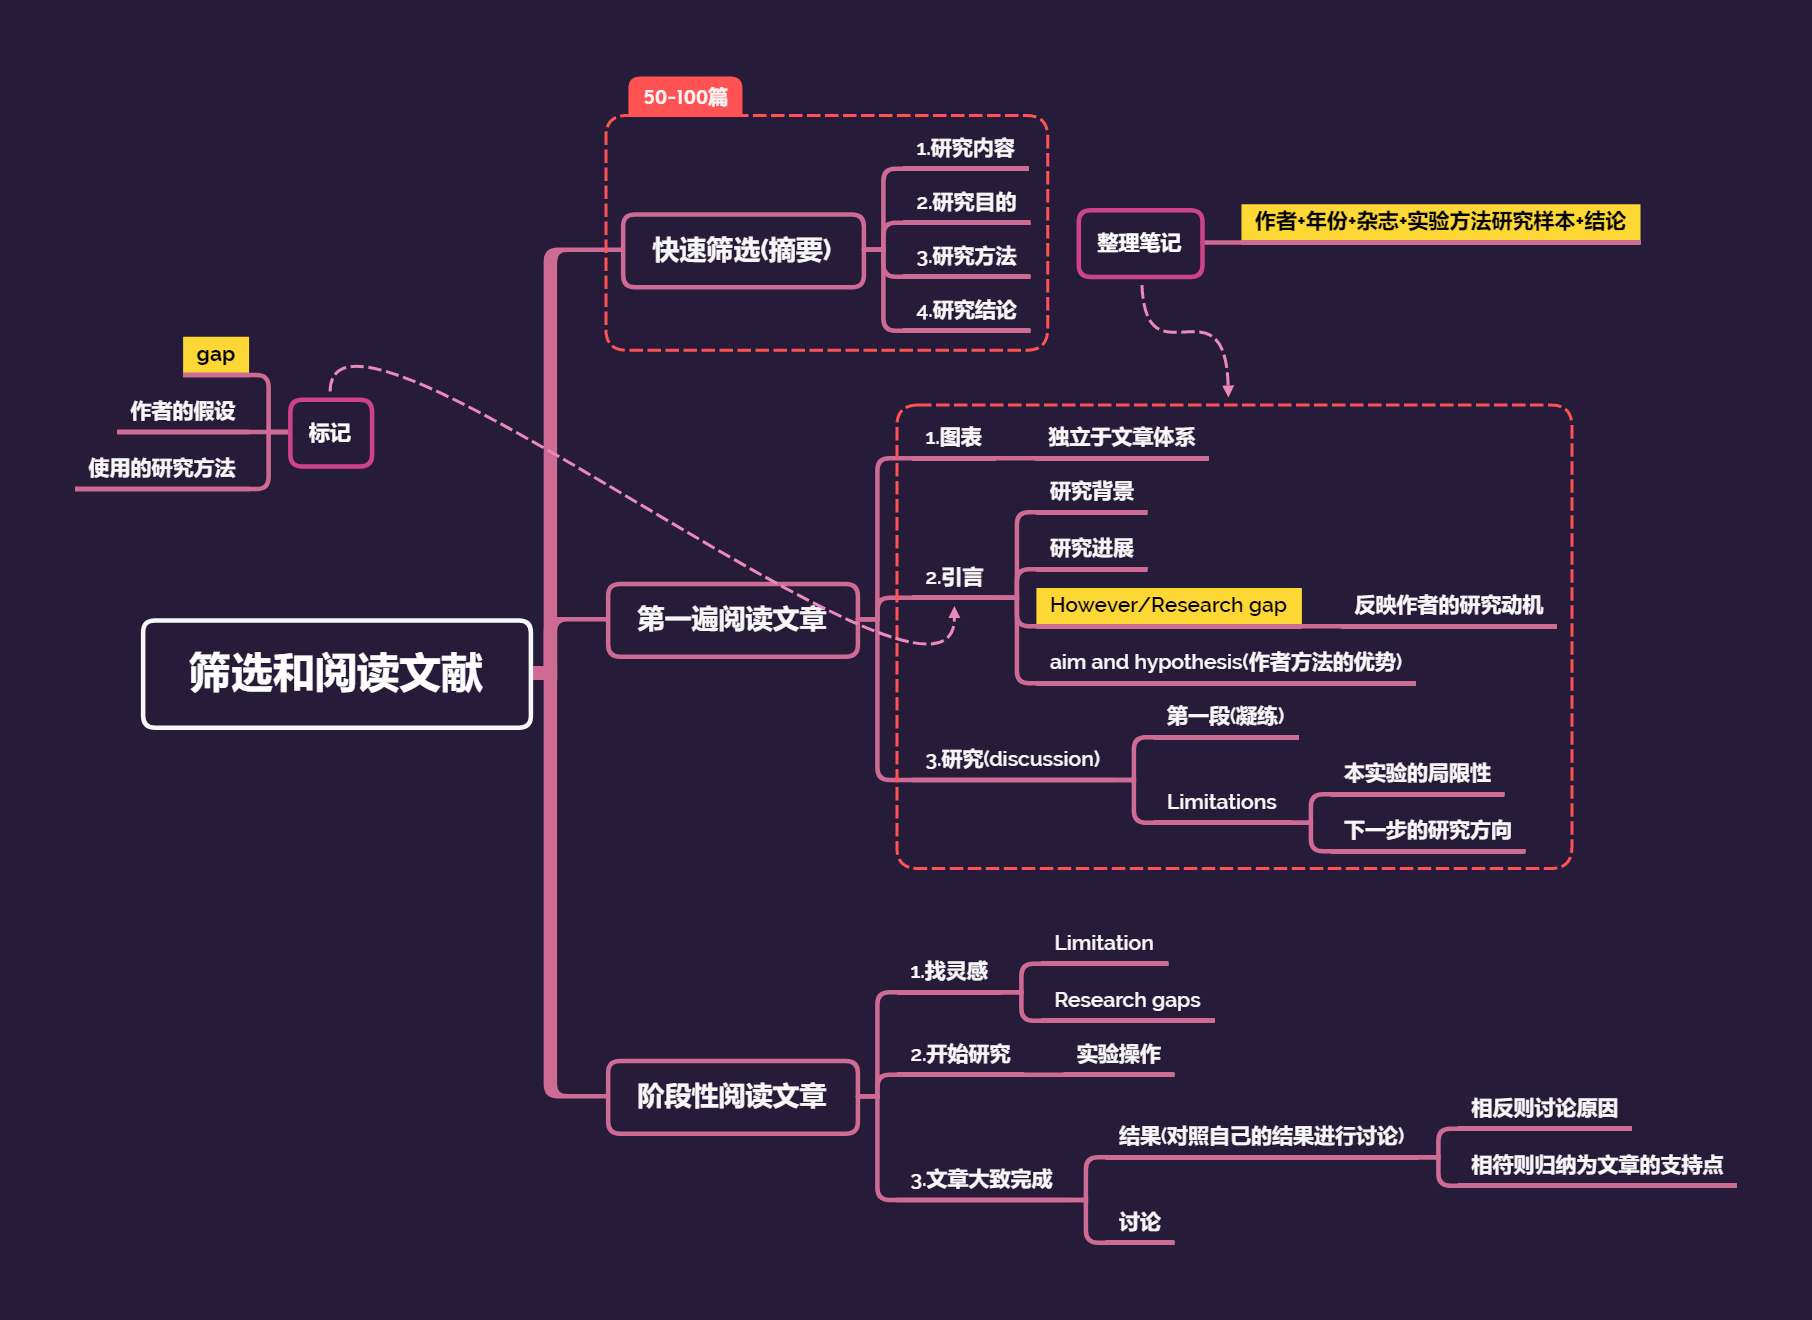 筛选和阅读文献
50-100篇
快速筛选(摘要)
1.研究内容
2.研究目的
3.研究方法
4.研究结论
整理笔记
作者+年份+杂志+实验方法研究样本+结论
标记
gap
作者的假设
使用的研究方法
第一遍阅读文章
1.图表
独立于文章体系
2.引言
研究背景
研究进展
However/Research gap
反映作者的研究动机
aim and hypothesis(作者方法的优势)
3.研究(discussion)
第一段(凝练)
Limitations
本实验的局限性
下一步的研究方向
阶段性阅读文章
1.找灵感
Limitation
Research gaps
2.开始研究
实验操作
3.文章大致完成
结果(对照自己的结果进行讨论)
相反则讨论原因
相符则归纳为文章的支持点
讨论